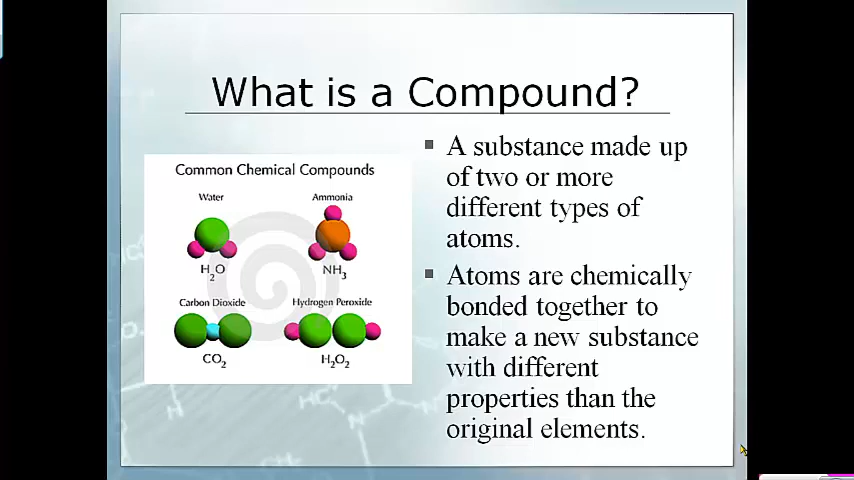 What is a Compound?
Common Chemical Compounds
Water
Ammonia
H₂O
NH₃
Carbon Dioxide
Hydrogen Peroxide
CO₂
H₂O₂
A substance made up
of two or more
different types of
atoms.
Atoms are chemically
bonded together to
make a new substance
with different
properties than the
original elements.